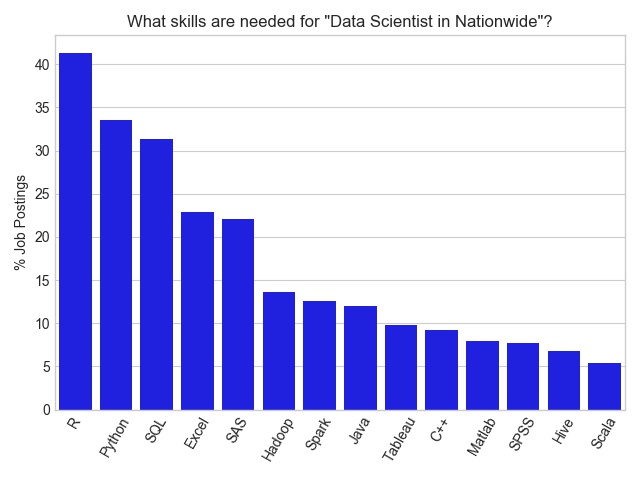 What skills are needed for "Data Scientist in Nationwide"?
% Job Postings
40
35
30
25
20
15
10
5
0
R
Python
SQL
Excel
SAS
Hadoop
Spark
Java
Tableau
C++
Matlab
SPSS
Hive
Scala